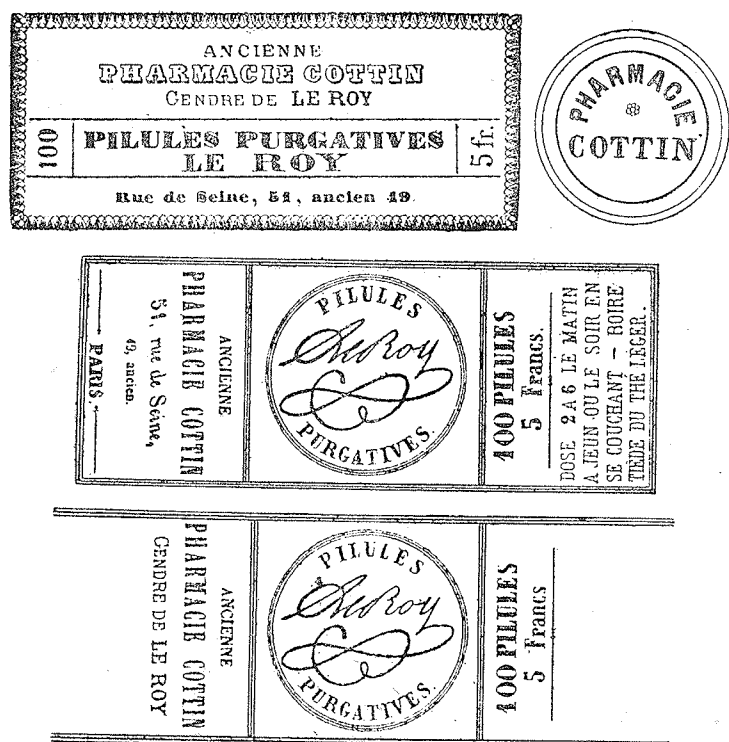 ANCIENNE
PHARMACIE COTTIN
GENDRE DE LE ROY
100
PILULES PURGATIVES
LE ROY
5 fr.
Rue de Seine, 51, ancien 49.
PHARMACIE
COTTIN
ANCIENNE
PHARMACIE COTTIN
51, rue de Seine,
49, ancien.
PARIS.
PILULES
LeRoy
PURGATIVES.
100 PILULES
5 Francs.
DOSE 2 A 6 LE MATIN
A JEUN OU LE SOIR EN
SE COUCHANT – BOIRE
TIÈDE DU THE LEGER.
ANCIENNE
PHARMACIE COTTIN
GENDRE DE LE ROY
PILULES
LeRoy
PURGATIVES.
100 PILULES
5 Francs